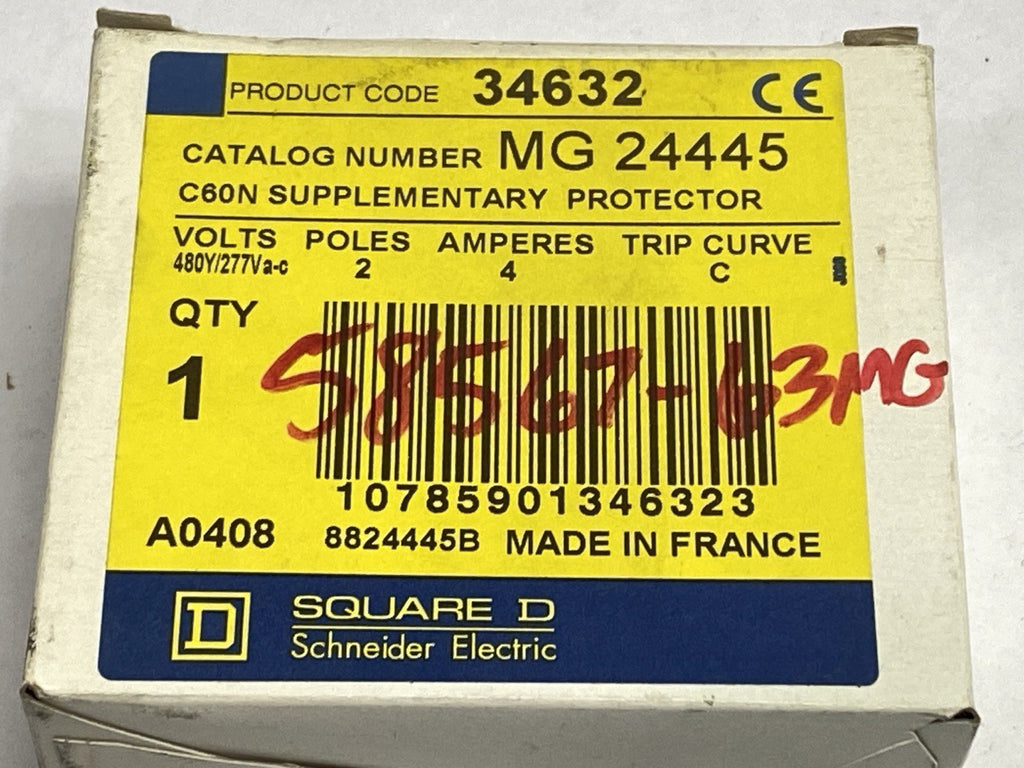 PRODUCT CODE 34632 CE
CATALOG NUMBER MG 24445
C60N SUPPLEMENTARY PROTECTOR
VOLTS POLES AMPERES TRIP CURVE
480Y/277Va-c 2 4 C
QTY
1
58567-63MG
10785901346323
A0408 8824445B MADE IN FRANCE
D SQUARE D
Schneider Electric